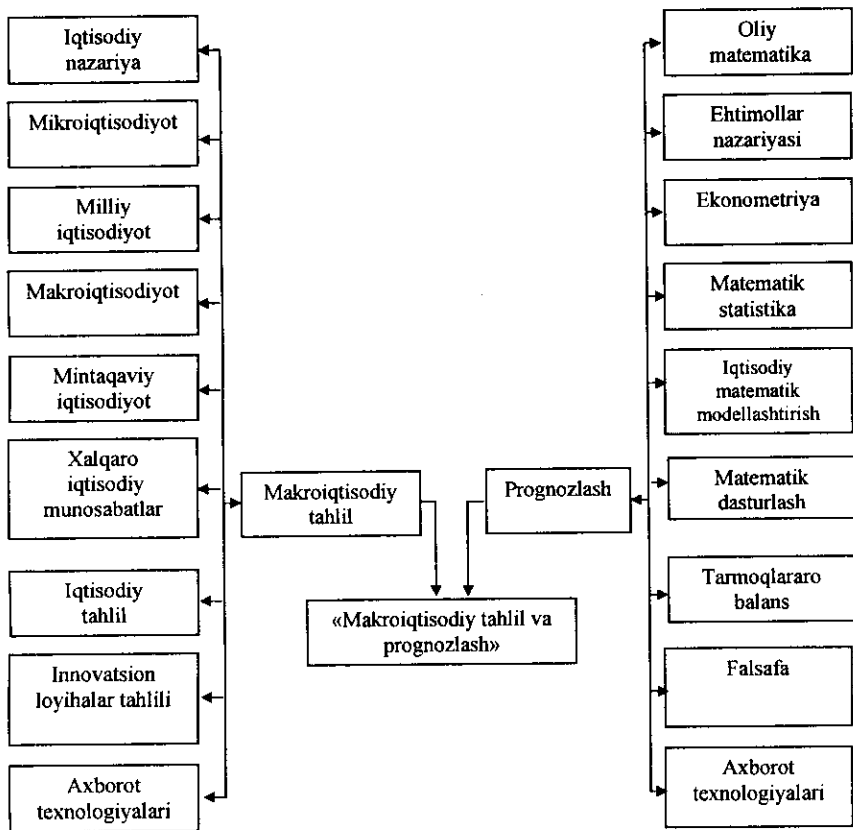 Iqtisodiy
nazariya
Mikroiqtisodiyot
Milliy
iqtisodiyot
Makroiqtisodiyot
Mintaqaviy
iqtisodiyot
Xalqaro
iqtisodiy
munosabatlar
Iqtisodiy
tahlil
Innovatsion
loyihalar tahlili
Axborot
texnologiyalari
Makroiqtisodiy
tahlil
Prognozlash
«Makroiqtisodiy tahlil va
prognozlash»
Oliy
matematika
Ehtimollar
nazariyasi
Ekonometriya
Matematik
statistika
Iqtisodiy
matematik
modellashtirish
Matematik
dasturlash
Tarmoqlararo
balans
Falsafa
Axborot
texnologiyalari